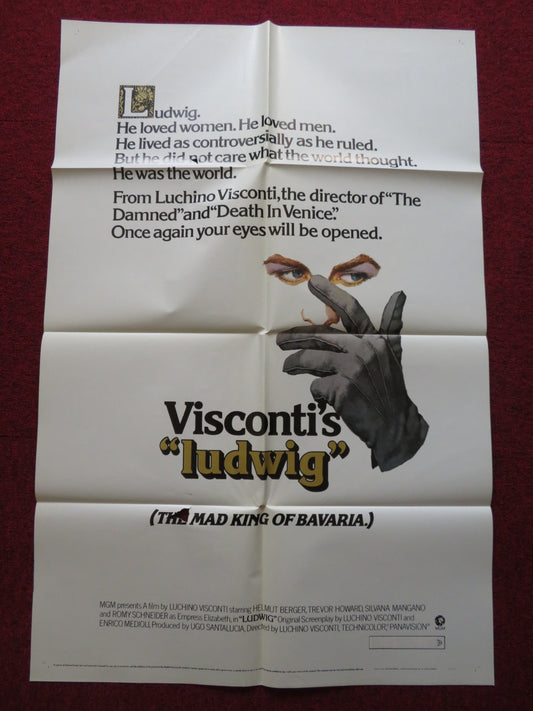 Ludwig.
He loved women. He loved men.
He lived as controversially as he ruled.
But he did not care what the world thought.
He was the world.
From Luchino Visconti, the director of "The
Damned" and "Death In Venice."
Once again your eyes will be opened.
Visconti's
"ludwig"
(THE MAD KING OF BAVARIA.)
MGM presents A film by LUCHINO VISCONTI starring HELMUT BERGER, TREVOR HOWARD, SILVANA MANGANO
and ROMY SCHNEIDER as Empress Elizabeth, in "LUDWIG" Original Screenplay by LUCHINO VISCONTI and
ENRICO MEDIOLI, Produced by UGO SANTALUCIA, Directed by LUCHINO VISCONTI, TECHNICOLOR, PANAVISION
MGM